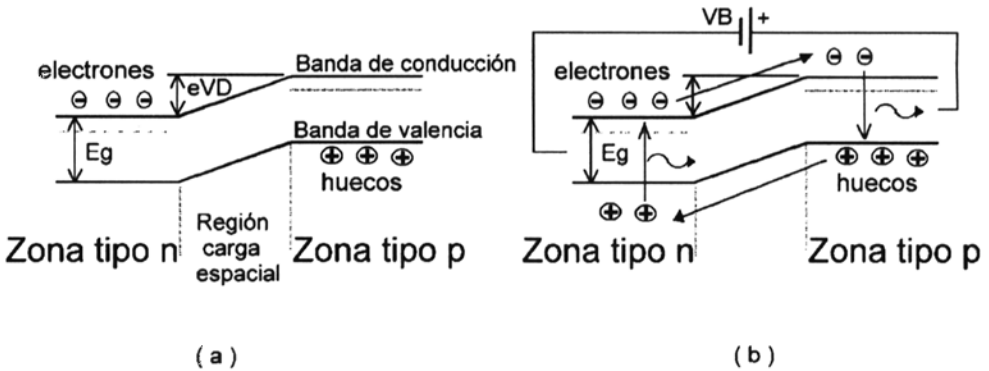 electrones
eVD
Banda de conducción
Eg
Banda de valencia
huecos
Zona tipo n
Región
carga
espacial
Zona tipo p
( a )
VB
+
electrones
Eg
huecos
Zona tipo n
Zona tipo p
( b )